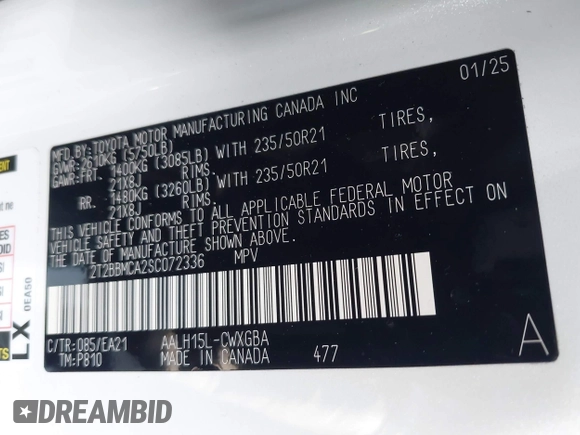 01/25
MFD.BY:TOYOTA MOTOR MANUFACTURING CANADA INC
GVWR:2610KG (5750LB)
GAWR:FRT. 1400KG (3085LB) WITH 235/50R21 TIRES,
21X8J RIMS.
RR. 1480KG (3260LB) WITH 235/50R21 TIRES,
21X8J RIMS.
THIS VEHICLE CONFORMS TO ALL APPLICABLE FEDERAL MOTOR
VEHICLE SAFETY AND THEFT PREVENTION STANDARDS IN EFFECT ON
THE DATE OF MANUFACTURE SHOWN ABOVE.
2T2BBMCA2SC072336 MPV
C/TR:085/EA21 AALH15L-CWXGBA
TM:P810 MADE IN CANADA 477
A
LX
0EA50
DREAMBID